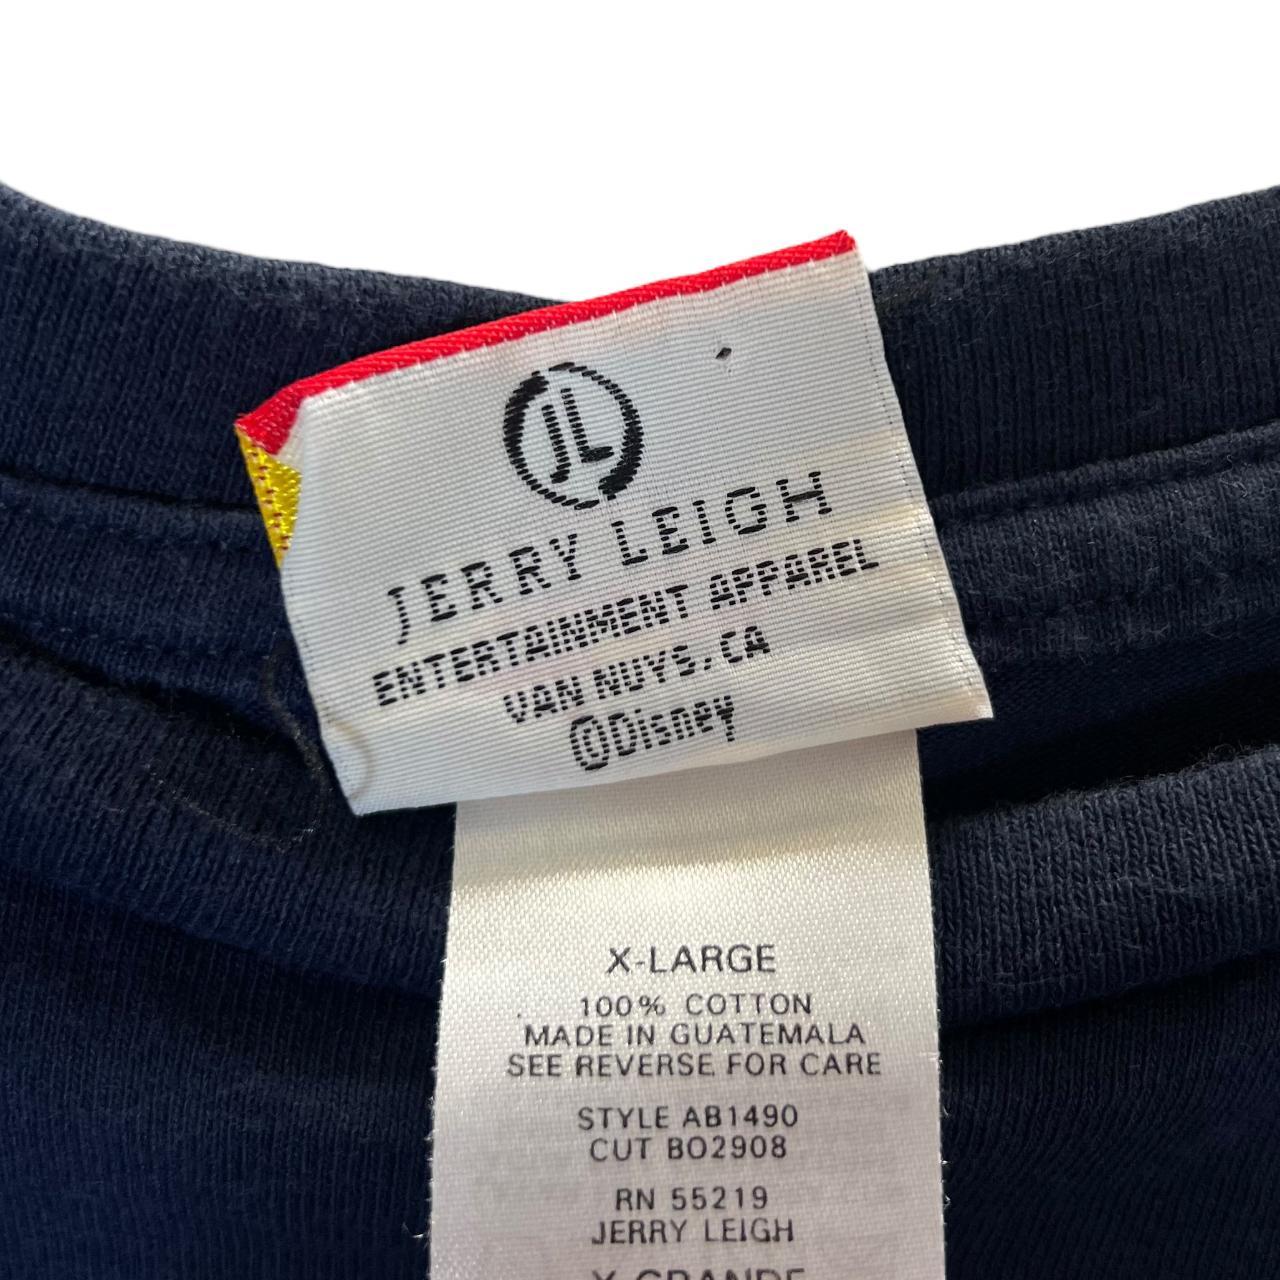 JL
JERRY LEIGH
ENTERTAINMENT APPAREL
VAN NUYS, CA
©Disney
X-LARGE
100% COTTON
MADE IN GUATEMALA
SEE REVERSE FOR CARE
STYLE AB1490
CUT BO2908
RN 55219
JERRY LEIGH
X-GRANDE